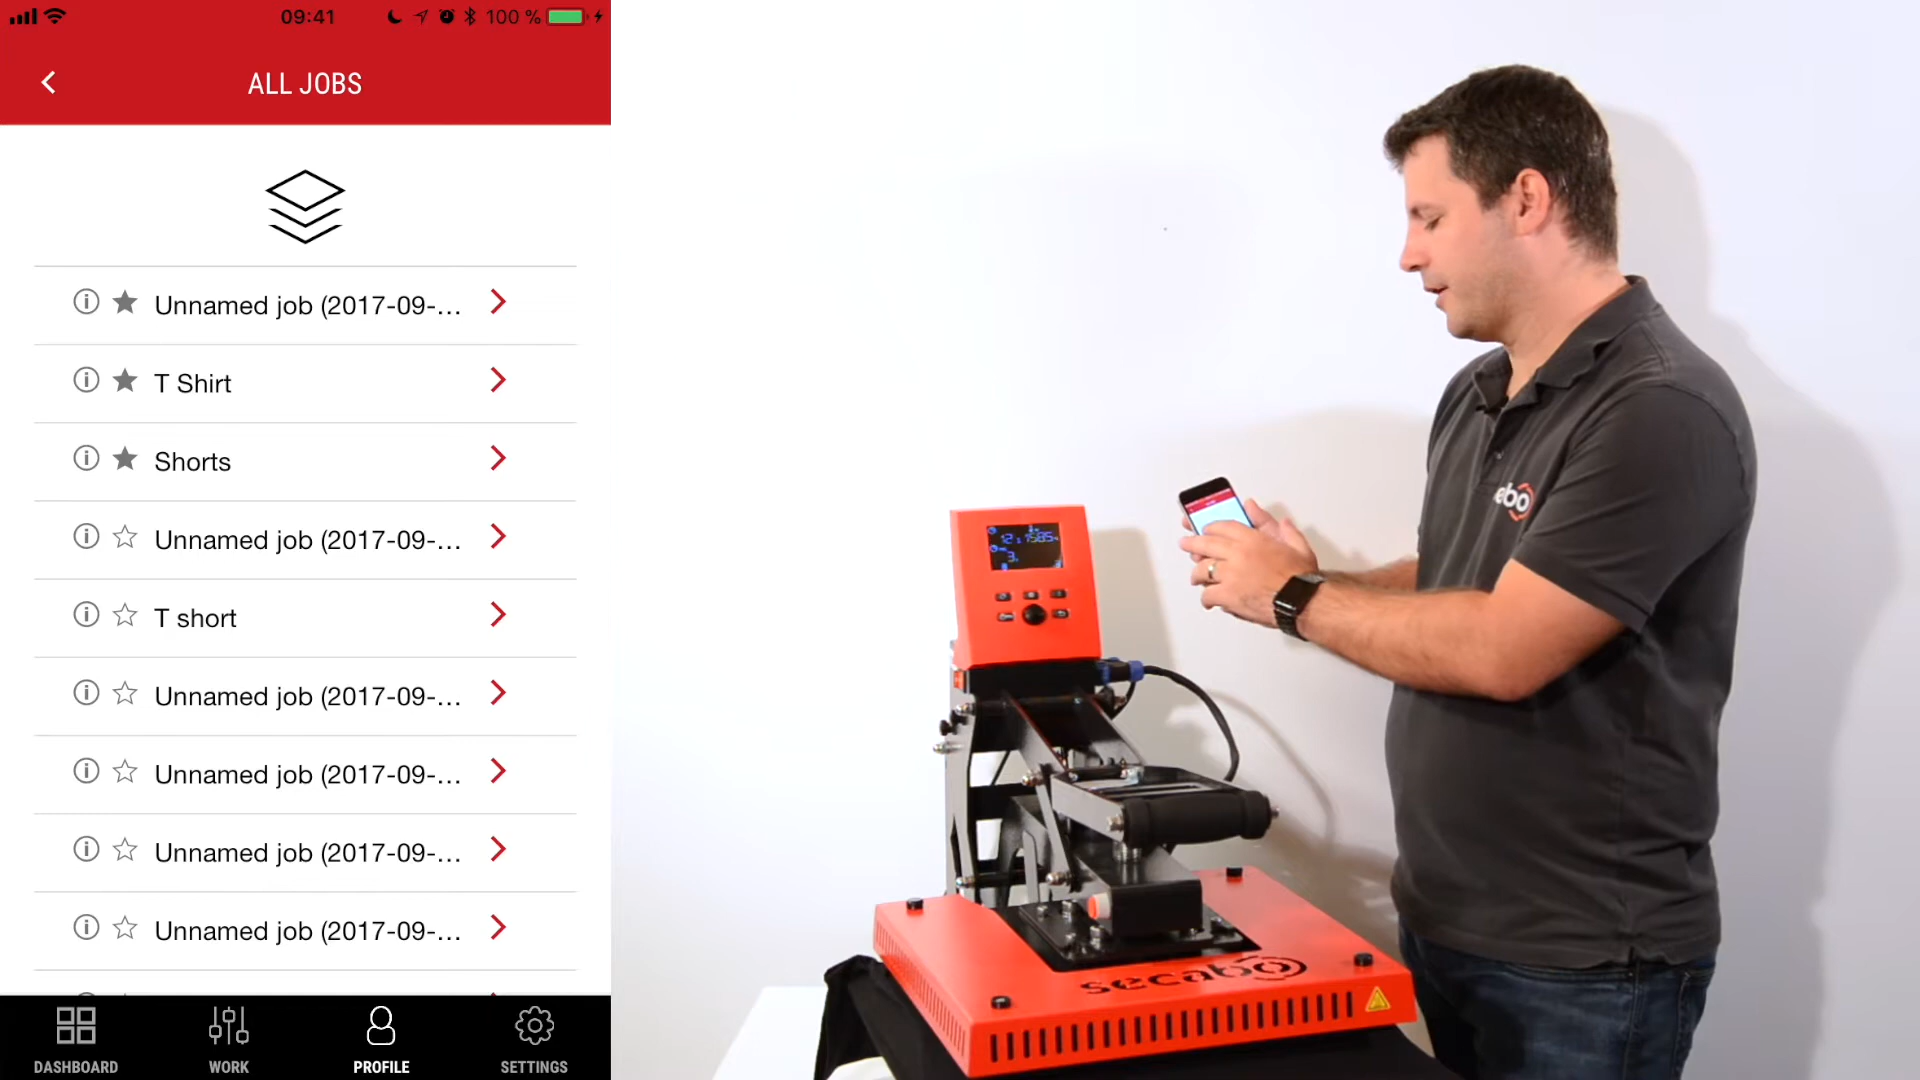 09:41
100 %
ALL JOBS
Unnamed job (2017-09-...
T Shirt
Shorts
Unnamed job (2017-09-...
T short
Unnamed job (2017-09-...
Unnamed job (2017-09-...
Unnamed job (2017-09-...
Unnamed job (2017-09-...
DASHBOARD
WORK
PROFILE
SETTINGS
ebo
secabo